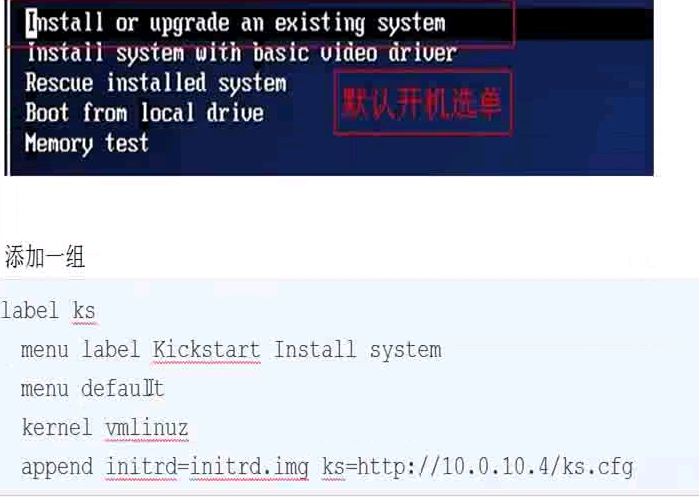 Install or upgrade an existing system
Install system with basic video driver
Rescue installed system
Boot from local drive
Memory test
默认开机选单
添加一组
label ks
menu label Kickstart Install system
menu default
kernel vmlinuz
append initrd=initrd.img ks=http://10.0.10.4/ks.cfg